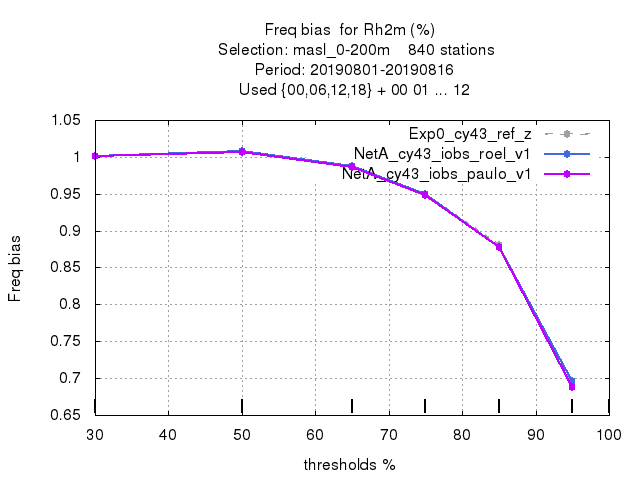 Freq bias for Rh2m (%)
Selection: masl_0-200m 840 stations
Period: 20190801-20190816
Used {00,06,12,18} + 00 01 ... 12
Exp0_cy43_ref_z
NetA_cy43_iobs_roel_v1
NetA_cy43_iobs_paulo_v1
1.05
1
0.95
0.9
0.85
0.8
0.75
0.7
0.65
Freq bias
30 40 50 60 70 80 90 100
thresholds %